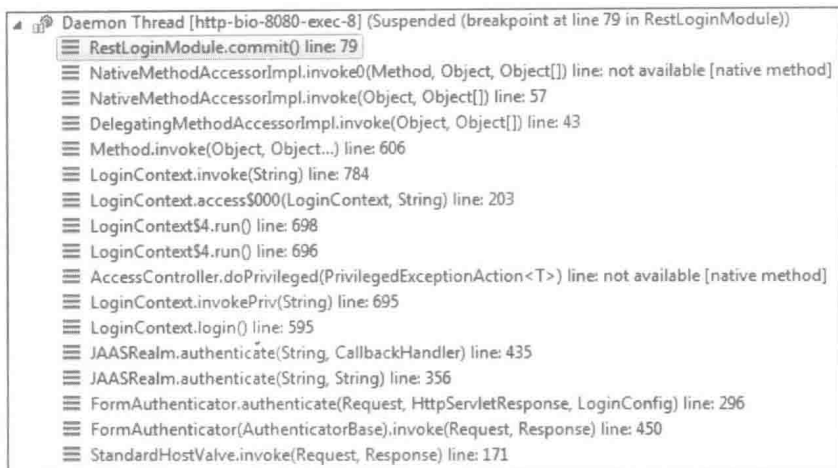 Daemon Thread [http-bio-8080-exec-8] (Suspended (breakpoint at line 79 in RestLoginModule))
RestLoginModule.commit() line: 79
NativeMethodAccessorImpl.invoke0(Method, Object, Object[]) line: not available [native method]
NativeMethodAccessorImpl.invoke(Object, Object[]) line: 57
DelegatingMethodAccessorImpl.invoke(Object, Object[]) line: 43
Method.invoke(Object, Object...) line: 606
LoginContext.invoke(String) line: 784
LoginContext.access$000(LoginContext, String) line: 203
LoginContext$4.run() line: 698
LoginContext$4.run() line: 696
AccessController.doPrivileged(PrivilegedExceptionAction<T>) line: not available [native method]
LoginContext.invokePriv(String) line: 695
LoginContext.login() line: 595
JAASRealm.authenticate(String, CallbackHandler) line: 435
JAASRealm.authenticate(String, String) line: 356
FormAuthenticator.authenticate(Request, HttpServletResponse, LoginConfig) line: 296
FormAuthenticator(AuthenticatorBase).invoke(Request, Response) line: 450
StandardHostValve.invoke(Request, Response) line: 171